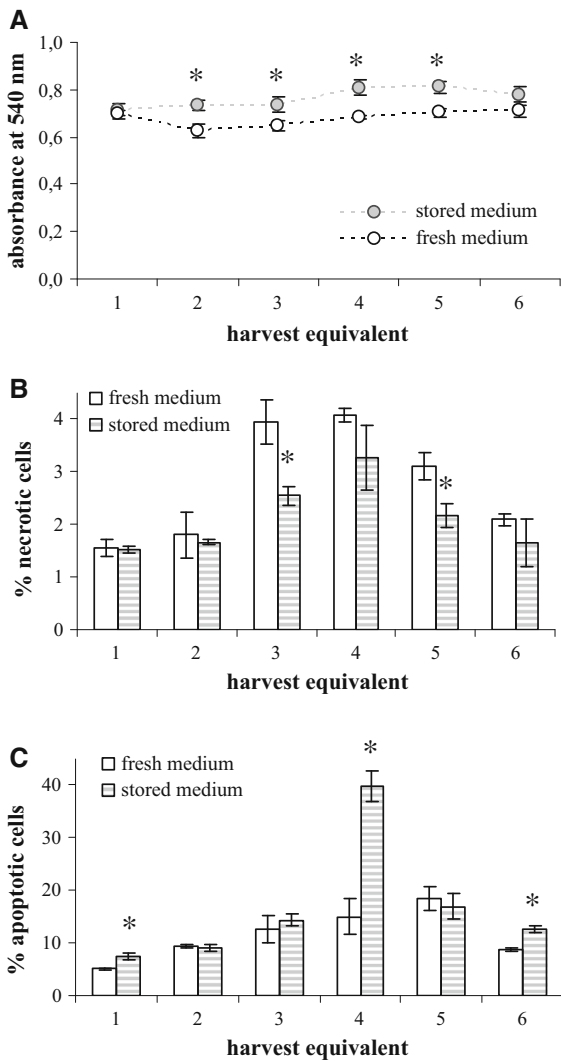 A
absorbance at 540 nm
1,0
0,8
0,6
0,4
0,2
0,0
* * * *
stored medium
fresh medium
1 2 3 4 5 6
harvest equivalent
B
% necrotic cells
fresh medium
stored medium
4
3
2
1
0
* *
1 2 3 4 5 6
harvest equivalent
C
% apoptotic cells
fresh medium
stored medium
40
30
20
10
0
* * *
1 2 3 4 5 6
harvest equivalent